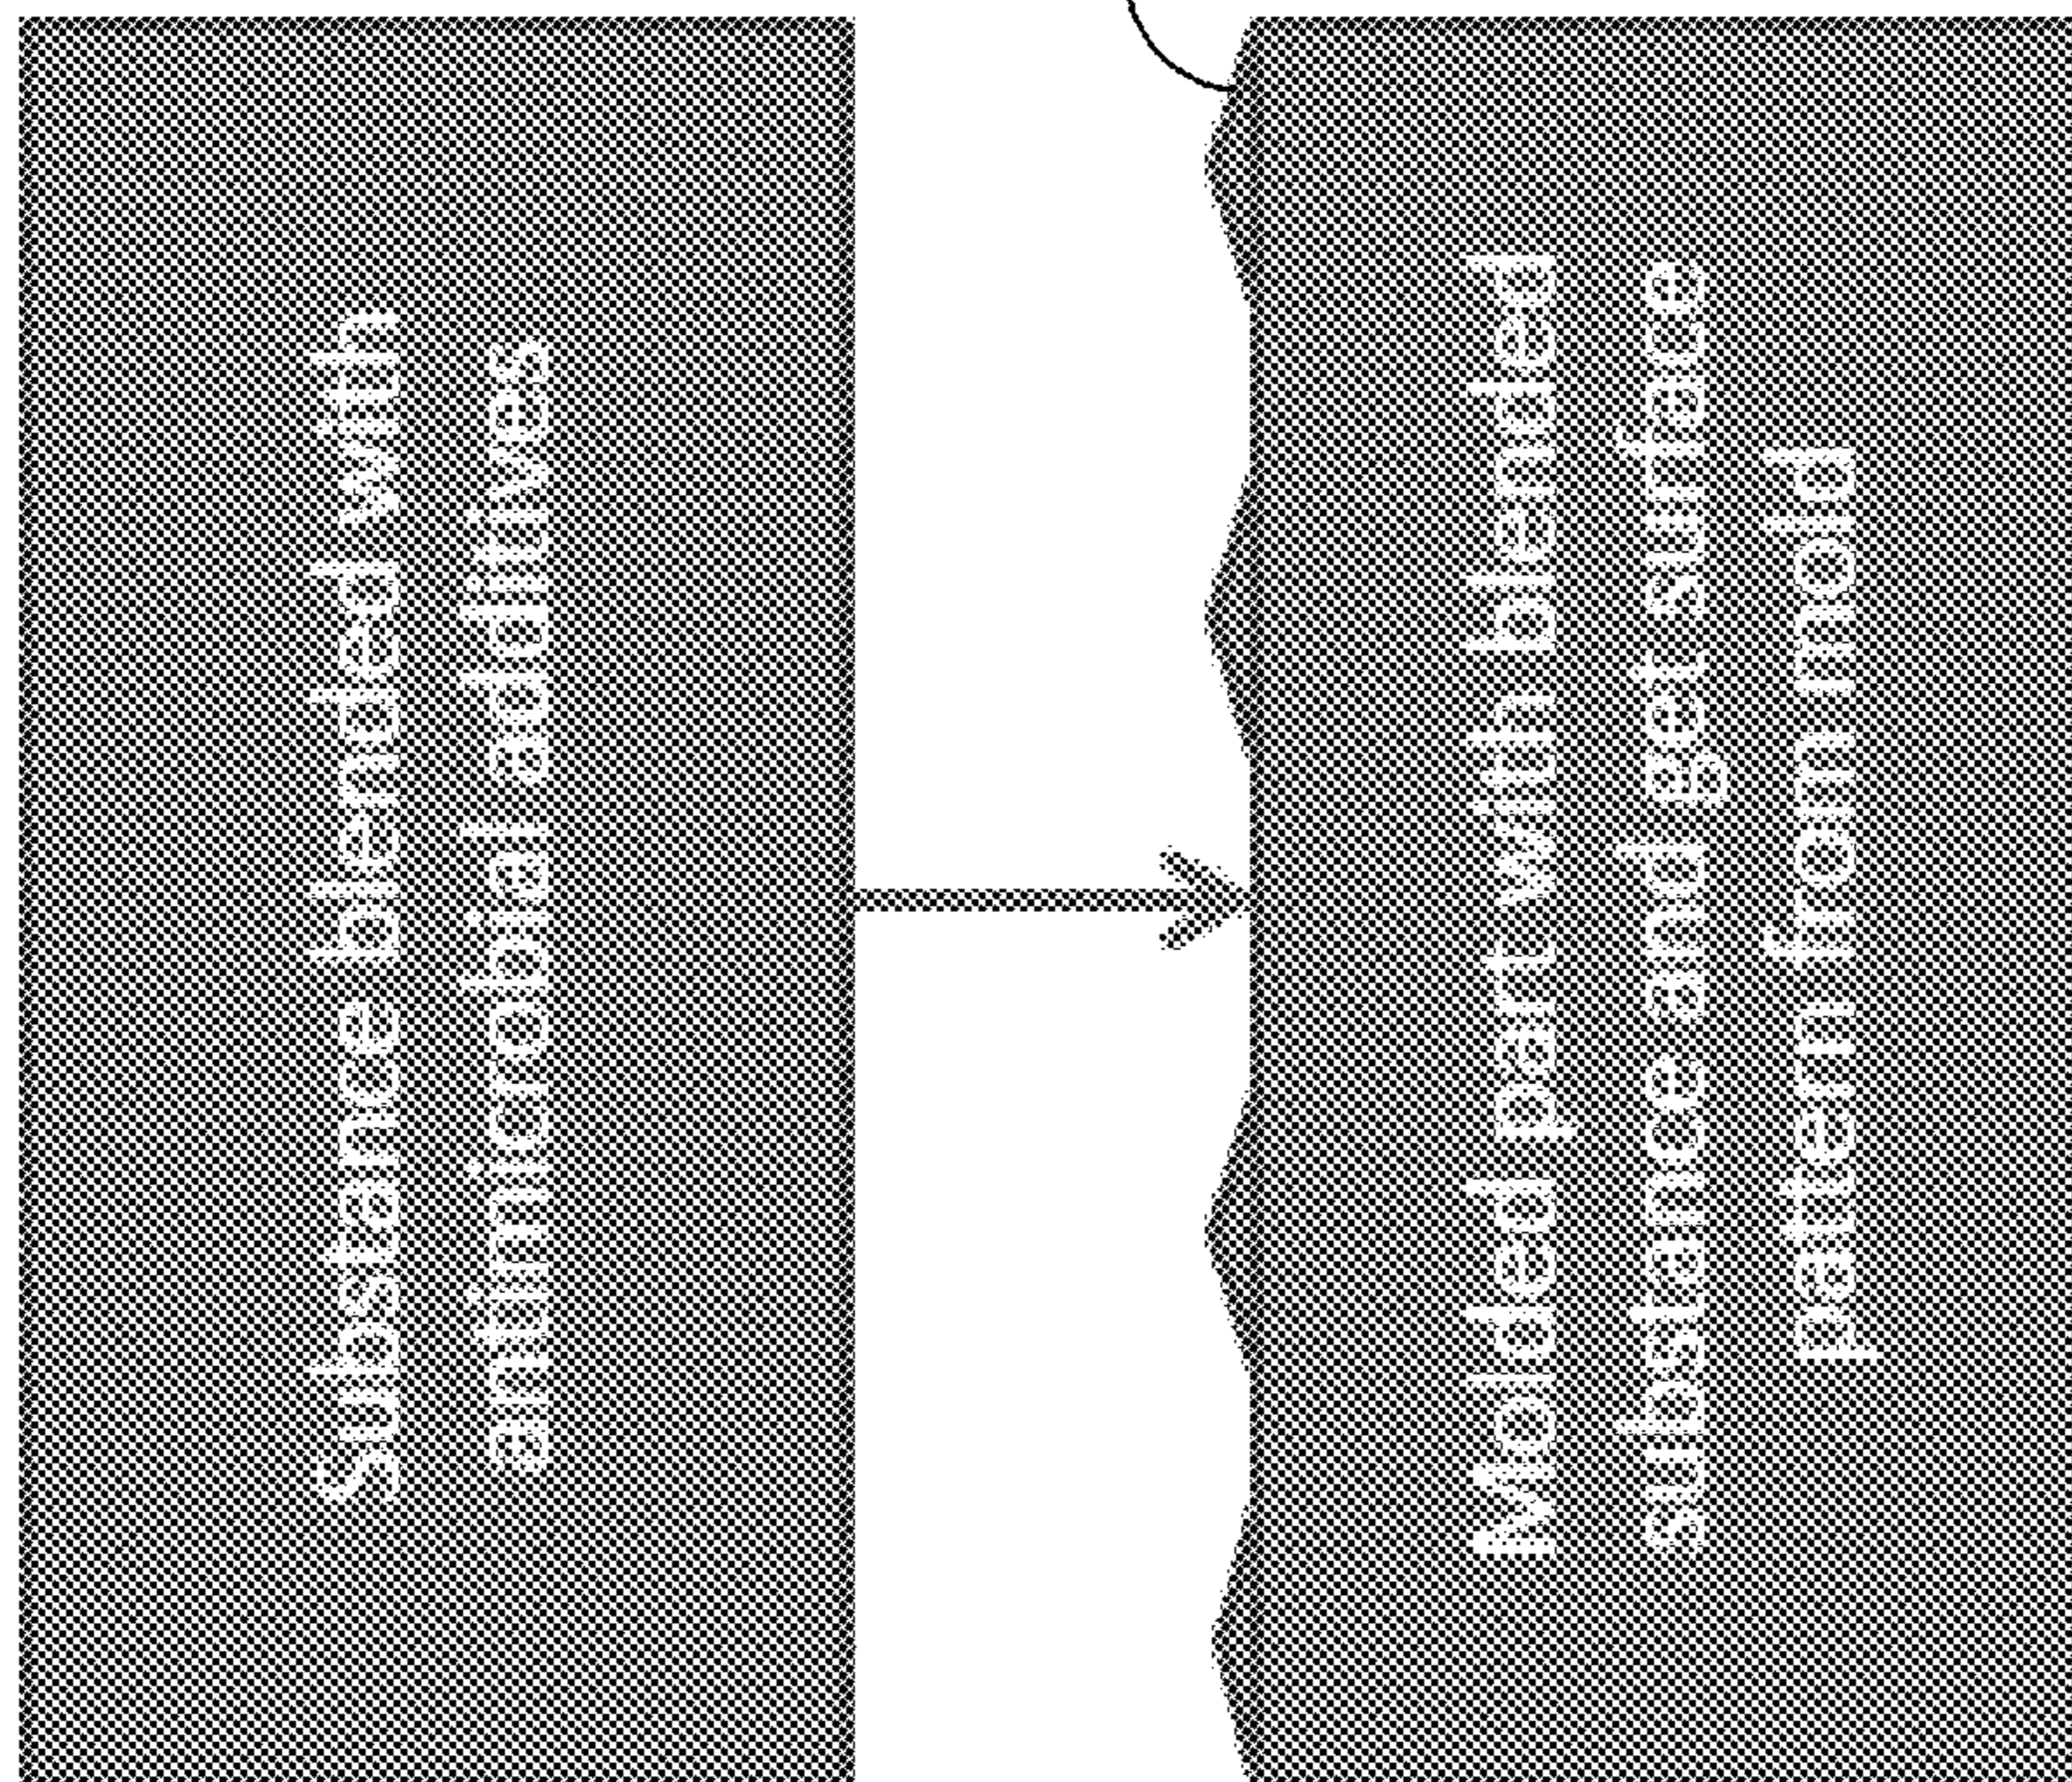 Substance blended with
antimicrobial additives
Molded part with blended
substance and get surface
pattern from mold